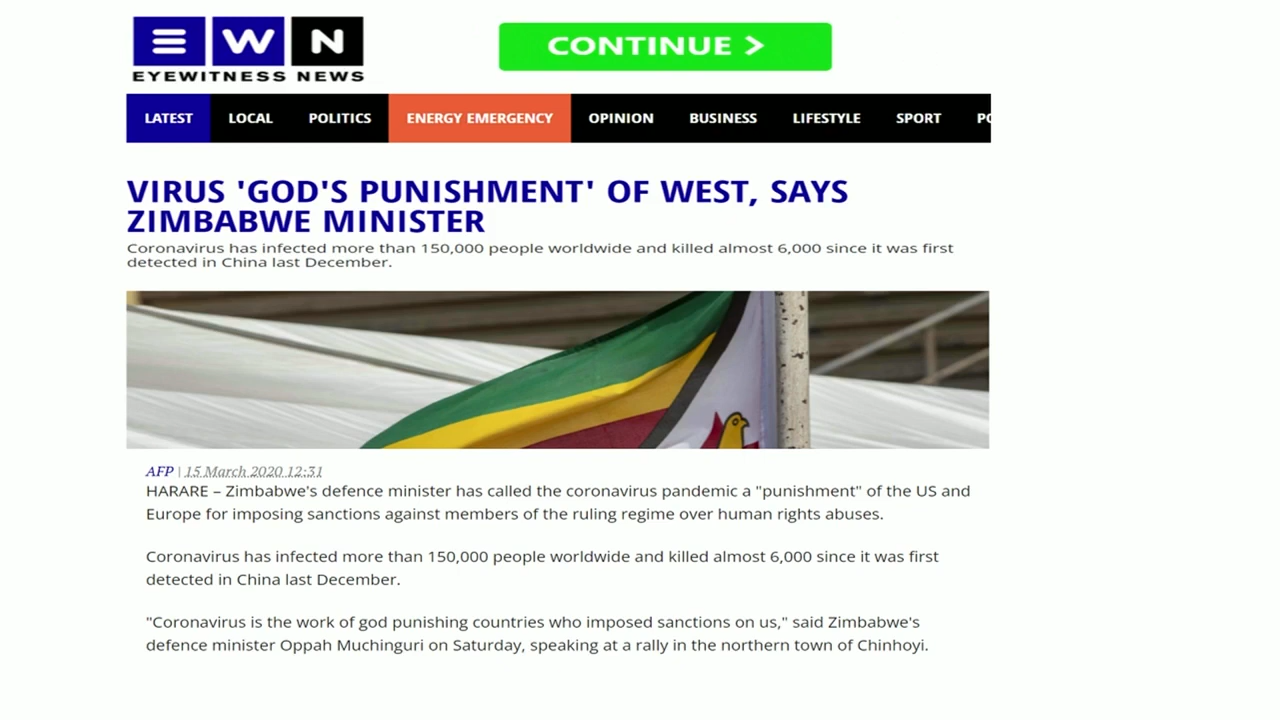 EWN
EYEWITNESS NEWS
CONTINUE >
LATEST LOCAL POLITICS ENERGY EMERGENCY OPINION BUSINESS LIFESTYLE SPORT PO
VIRUS 'GOD'S PUNISHMENT' OF WEST, SAYS
ZIMBABWE MINISTER
Coronavirus has infected more than 150,000 people worldwide and killed almost 6,000 since it was first
detected in China last December.
AFP | 15 March 2020 12:31
HARARE – Zimbabwe's defence minister has called the coronavirus pandemic a "punishment" of the US and
Europe for imposing sanctions against members of the ruling regime over human rights abuses.
Coronavirus has infected more than 150,000 people worldwide and killed almost 6,000 since it was first
detected in China last December.
"Coronavirus is the work of god punishing countries who imposed sanctions on us," said Zimbabwe's
defence minister Oppah Muchinguri on Saturday, speaking at a rally in the northern town of Chinhoyi.